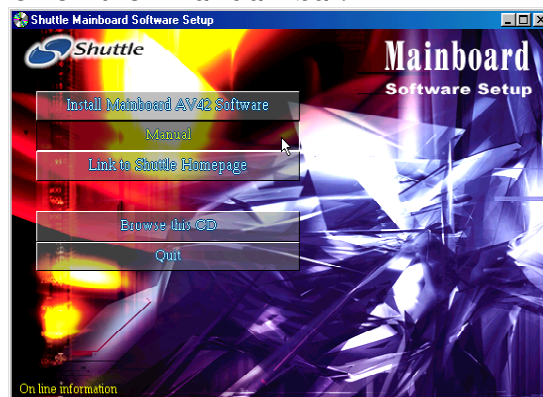 Shuttle Mainboard Software Setup
Shuttle
Mainboard
Software Setup
Install Mainboard AV42 Software
Manual
Link to Shuttle Homepage
Browse this CD
Quit
On line information